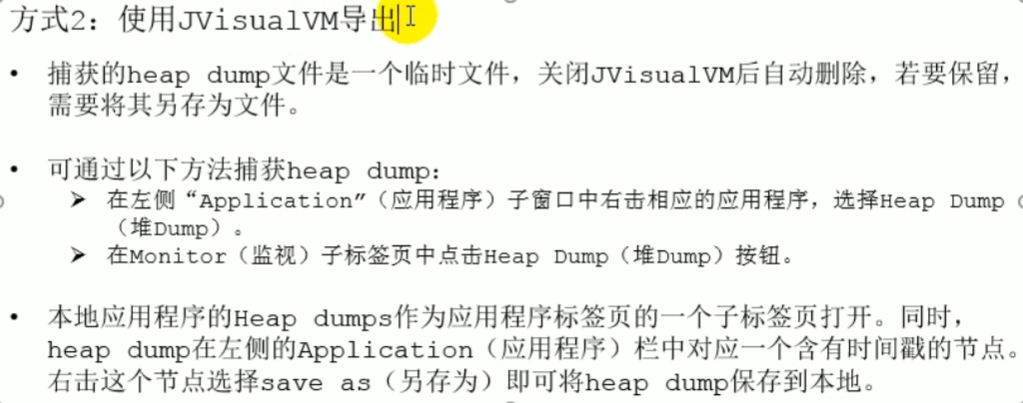 方式2：使用JVisualVM导出
• 捕获的heap dump文件是一个临时文件，关闭JVisualVM后自动删除，若要保留，
需要将其另存为文件。
• 可通过以下方法捕获heap dump：
➢ 在左侧“Application”（应用程序）子窗口中右击相应的应用程序，选择Heap Dump
（堆Dump）。
➢ 在Monitor（监视）子标签页中点击Heap Dump（堆Dump）按钮。
• 本地应用程序的Heap dumps作为应用程序标签页的一个子标签页打开。同时，
heap dump在左侧的Application（应用程序）栏中对应一个含有时间戳的节点。
右击这个节点选择save as（另存为）即可将heap dump保存到本地。